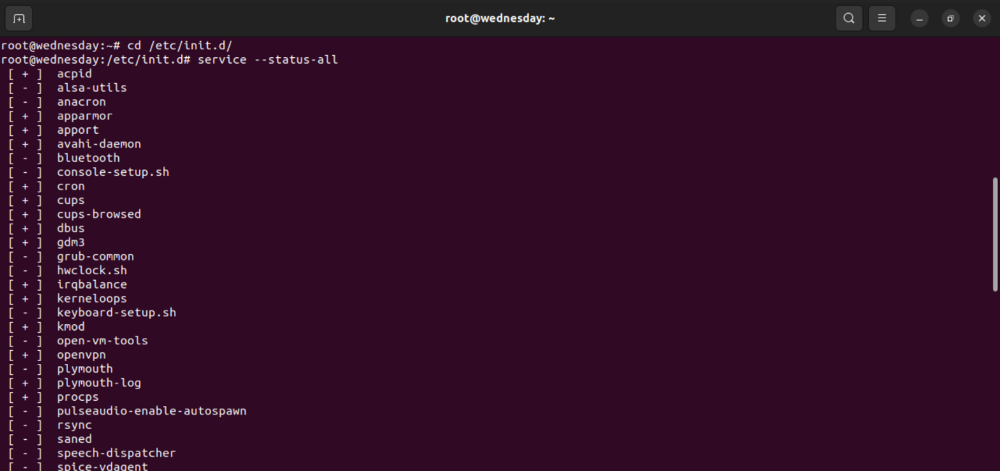 root@wednesday: ~
root@wednesday:~# cd /etc/init.d/
root@wednesday:/etc/init.d# service --status-all
[ + ]  acpid
[ - ]  alsa-utils
[ - ]  anacron
[ + ]  apparmor
[ + ]  apport
[ + ]  avahi-daemon
[ - ]  bluetooth
[ - ]  console-setup.sh
[ + ]  cron
[ + ]  cups
[ + ]  cups-browsed
[ + ]  dbus
[ + ]  gdm3
[ - ]  grub-common
[ - ]  hwclock.sh
[ + ]  irqbalance
[ + ]  kerneloops
[ - ]  keyboard-setup.sh
[ + ]  kmod
[ - ]  open-vm-tools
[ + ]  openvpn
[ - ]  plymouth
[ + ]  plymouth-log
[ + ]  procps
[ - ]  pulseaudio-enable-autospawn
[ - ]  rsync
[ - ]  saned
[ - ]  speech-dispatcher
[ - ]  spice-vdagent